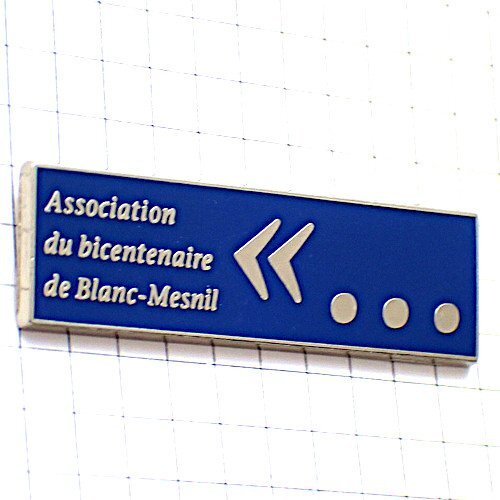 Association
du bicentenaire
de Blanc-Mesnil
«...